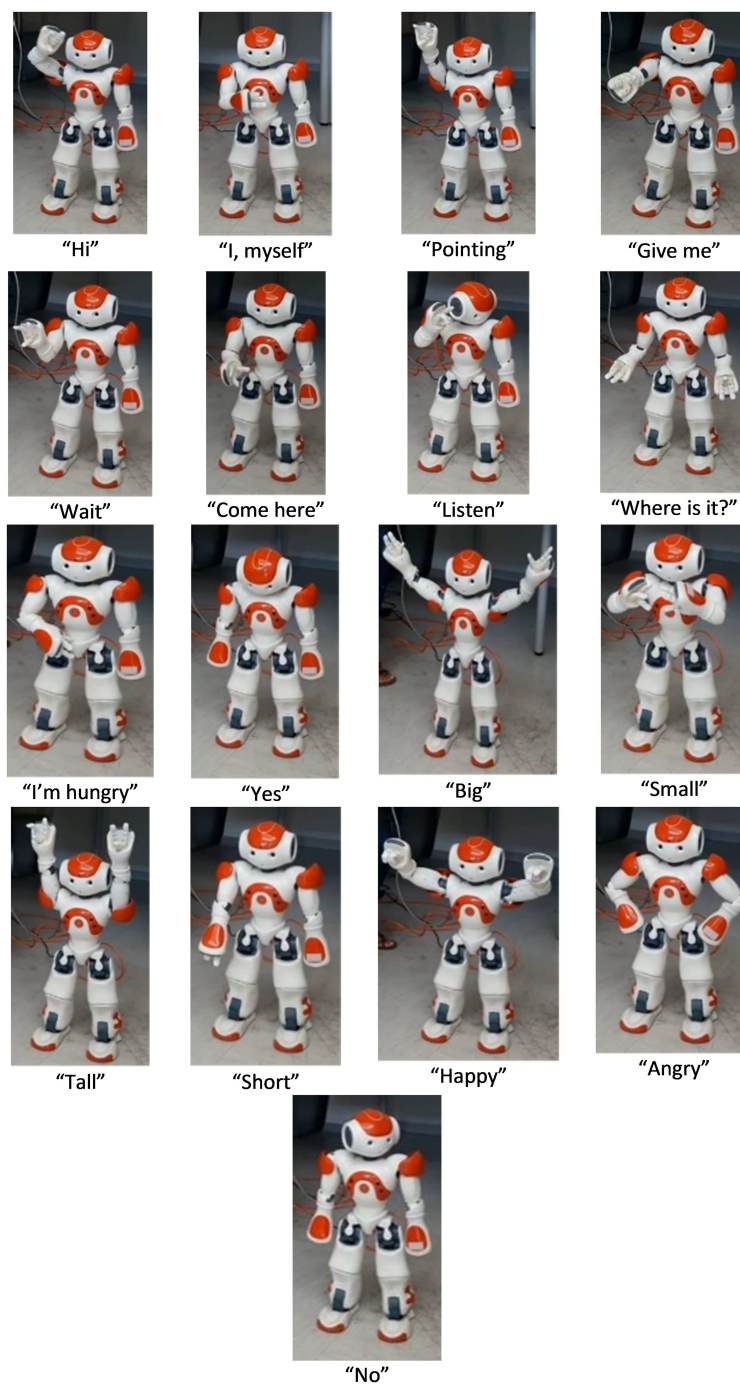 “Hi”
“I, myself”
“Pointing”
“Give me”
“Wait”
“Come here”
“Listen”
“Where is it?”
“I’m hungry”
“Yes”
“Big”
“Small”
“Tall”
“Short”
“Happy”
“Angry”
“No”